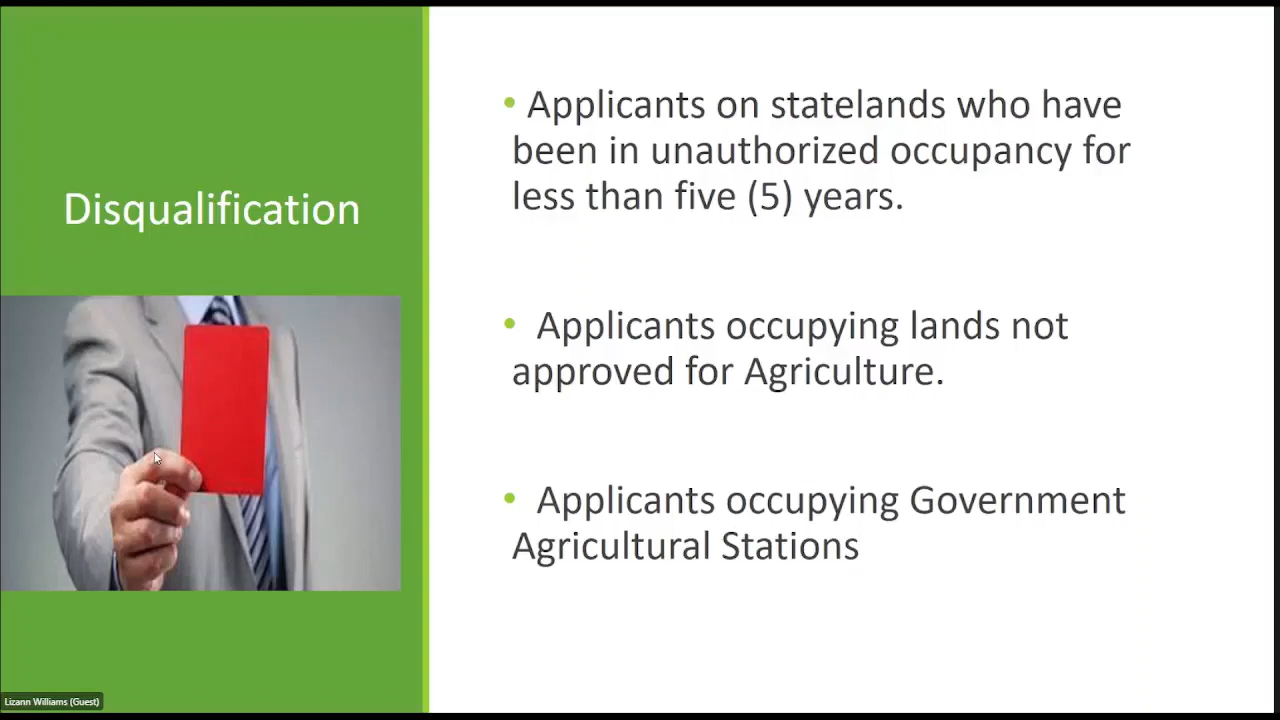 Disqualification
• Applicants on statelands who have
been in unauthorized occupancy for
less than five (5) years.
• Applicants occupying lands not
approved for Agriculture.
• Applicants occupying Government
Agricultural Stations
Lizann Williams (Guest)